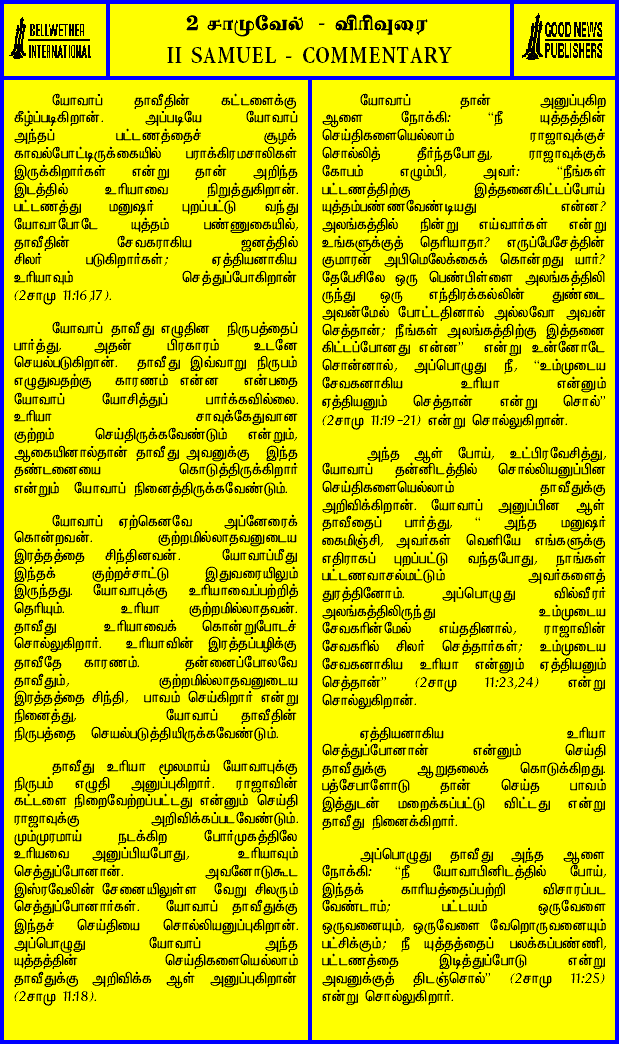 BELLWETHER
INTERNATIONAL
2 சாமுவேல் - விரிவுரை
II SAMUEL - COMMENTARY
GOOD NEWS
PUBLISHERS
யோவாப் தாவீதின் கட்டளைக்கு
கீழ்ப்படிகிறான். அப்படியே யோவாப்
அந்தப் பட்டணத்தைச் சூழக்
காவல்போட்டிருக்கையில் பராக்கிரமசாலிகள்
இருக்கிறார்கள் என்று தான் அறிந்த
இடத்தில் உரியாவை நிறுத்துகிறான்.
பட்டணத்து மனுஷர் புறப்பட்டு வந்து
யோவாபோடே யுத்தம் பண்ணுகையில்,
தாவீதின் சேவகராகிய ஜனத்தில்
சிலர் படுகிறார்கள்; ஏத்தியனாகிய
உரியாவும் செத்துப்போகிறான்
(2சாமு 11:16,17).
யோவாப் தாவீது எழுதின நிருபத்தைப்
பார்த்து, அதன் பிரகாரம் உடனே
செயல்படுகிறான். தாவீது இவ்வாறு நிருபம்
எழுதுவதற்கு காரணம் என்ன என்பதை
யோவாப் யோசித்துப் பார்க்கவில்லை.
உரியா சாவுக்கேதுவான
குற்றம் செய்திருக்கவேண்டும் என்றும்,
ஆகையினால்தான் தாவீது அவனுக்கு இந்த
தண்டனையை கொடுத்திருக்கிறார்
என்றும் யோவாப் நினைத்திருக்கவேண்டும்.
யோவாப் ஏற்கெனவே அப்னேரைக்
கொன்றவன். குற்றமில்லாதவனுடைய
இரத்தத்தை சிந்தினவன். யோவாப்மீது
இந்தக் குற்றச்சாட்டு இதுவரையிலும்
இருந்தது. யோவாபுக்கு உரியாவைப்பற்றித்
தெரியும். உரியா குற்றமில்லாதவன்.
தாவீது உரியாவைக் கொன்றுபோடச்
சொல்லுகிறார். உரியாவின் இரத்தப்பழிக்கு
தாவீதே காரணம். தன்னைப்போலவே
தாவீதும், குற்றமில்லாதவனுடைய
இரத்தத்தை சிந்தி, பாவம் செய்கிறார் என்று
நினைத்து, யோவாப் தாவீதின்
நிருபத்தை செயல்படுத்தியிருக்கவேண்டும்.
தாவீது உரியா மூலமாய் யோவாபுக்கு
நிருபம் எழுதி அனுப்புகிறார். ராஜாவின்
கட்டளை நிறைவேற்றப்பட்டது என்னும் செய்தி
ராஜாவுக்கு அறிவிக்கப்படவேண்டும்.
மும்முரமாய் நடக்கிற போர்முகத்திலே
உரியவை அனுப்பியபோது, உரியாவும்
செத்துப்போனான். அவனோடுகூட
இஸ்ரவேலின் சேனையிலுள்ள வேறு சிலரும்
செத்துப்போனார்கள். யோவாப் தாவீதுக்கு
இந்தச் செய்தியை சொல்லியனுப்புகிறான்.
அப்பொழுது யோவாப் அந்த
யுத்தத்தின் செய்திகளையெல்லாம்
தாவீதுக்கு அறிவிக்க ஆள் அனுப்புகிறான்
(2சாமு 11:18).
யோவாப் தான் அனுப்புகிற
ஆளை நோக்கி: “நீ யுத்தத்தின்
செய்திகளையெல்லாம் ராஜாவுக்குச்
சொல்லித் தீர்ந்தபோது, ராஜாவுக்குக்
கோபம் எழும்பி, அவர்: “நீங்கள்
பட்டணத்திற்கு இத்தனைகிட்டப்போய்
யுத்தம்பண்ணவேண்டியது என்ன?
அலங்கத்தில் நின்று எய்வார்கள் என்று
உங்களுக்குத் தெரியாதா? எருப்பேசேத்தின்
குமாரன் அபிமெலேக்கைக் கொன்றது யார்?
தேபேசிலே ஒரு பெண்பிள்ளை அலங்கத்திலி
ருந்து ஒரு எந்திரக்கல்லின் துண்டை
அவன்மேல் போட்டதினால் அல்லவோ அவன்
செத்தான்; நீங்கள் அலங்கத்திற்கு இத்தனை
கிட்டப்போனது என்ன” என்று உன்னோடே
சொன்னால், அப்பொழுது நீ, “உம்முடைய
சேவகனாகிய உரியா என்னும்
ஏத்தியனும் செத்தான் என்று சொல்”
(2சாமு 11:19-21) என்று சொல்லுகிறான்.
அந்த ஆள் போய், உட்பிரவேசித்து,
யோவாப் தன்னிடத்தில் சொல்லியனுப்பின
செய்திகளையெல்லாம் தாவீதுக்கு
அறிவிக்கிறான். யோவாப் அனுப்பின ஆள்
தாவீதைப் பார்த்து, “ அந்த மனுஷர்
கைமிஞ்சி, அவர்கள் வெளியே எங்களுக்கு
எதிராகப் புறப்பட்டு வந்தபோது, நாங்கள்
பட்டணவாசல்மட்டும் அவர்களைத்
துரத்தினோம். அப்பொழுது வில்வீரர்
அலங்கத்திலிருந்து உம்முடைய
சேவகரின்மேல் எய்ததினால், ராஜாவின்
சேவகரில் சிலர் செத்தார்கள்; உம்முடைய
சேவகனாகிய உரியா என்னும் ஏத்தியனும்
செத்தான்” (2சாமு 11:23,24) என்று
சொல்லுகிறான்.
ஏத்தியனாகிய உரியா
செத்துப்போனான் என்னும் செய்தி
தாவீதுக்கு ஆறுதலைக் கொடுக்கிறது.
பத்சேபாளோடு தான் செய்த பாவம்
இத்துடன் மறைக்கப்பட்டு விட்டது என்று
தாவீது நினைக்கிறார்.
அப்பொழுது தாவீது அந்த ஆளை
நோக்கி: “நீ யோவாபினிடத்தில் போய்,
இந்தக் காரியத்தைப்பற்றி விசாரப்பட
வேண்டாம்; பட்டயம் ஒருவேளை
ஒருவனையும், ஒருவேளை வேறொருவனையும்
பட்சிக்கும்; நீ யுத்தத்தைப் பலக்கப்பண்ணி,
பட்டணத்தை இடித்துப்போடு என்று
அவனுக்குத் திடஞ்சொல்” (2சாமு 11:25)
என்று சொல்லுகிறார்.